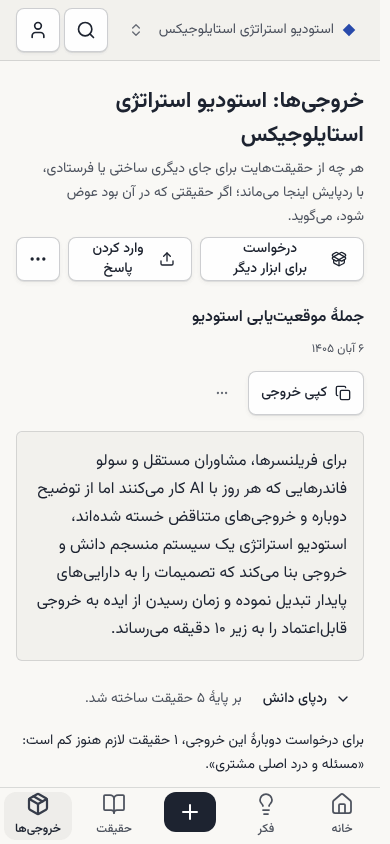 استودیو استراتژی استایلوجیکس
خروجی‌ها: استودیو استراتژی
استایلوجیکس
هر چه از حقیقت‌هایت برای جای دیگری ساختی یا فرستادی،
با ردپایش اینجا می‌ماند؛ اگر حقیقتی که در آن بود عوض
شود، می‌گوید.
درخواست
برای ابزار دیگر
وارد کردن
پاسخ
جملهٔ موقعیت‌یابی استودیو
۶ آبان ۱۴۰۵
کپی خروجی
برای فریلنسرها، مشاوران مستقل و سولو
فاندرهایی که هر روز با AI کار می‌کنند اما از توضیح
دوباره و خروجی‌های متناقض خسته شده‌اند،
استودیو استراتژی یک سیستم منسجم دانش و
خروجی بنا می‌کند که تصمیمات را به دارایی‌های
پایدار تبدیل نموده و زمان رسیدن از ایده به خروجی
قابل‌اعتماد را به زیر ۱۰ دقیقه می‌رساند.
ردپای دانش
بر پایهٔ ۵ حقیقت ساخته شد.
برای درخواست دوبارهٔ این خروجی، ۱ حقیقت لازم هنوز کم است:
«مسئله و درد اصلی مشتری».
خانه
فکر
حقیقت
خروجی‌ها